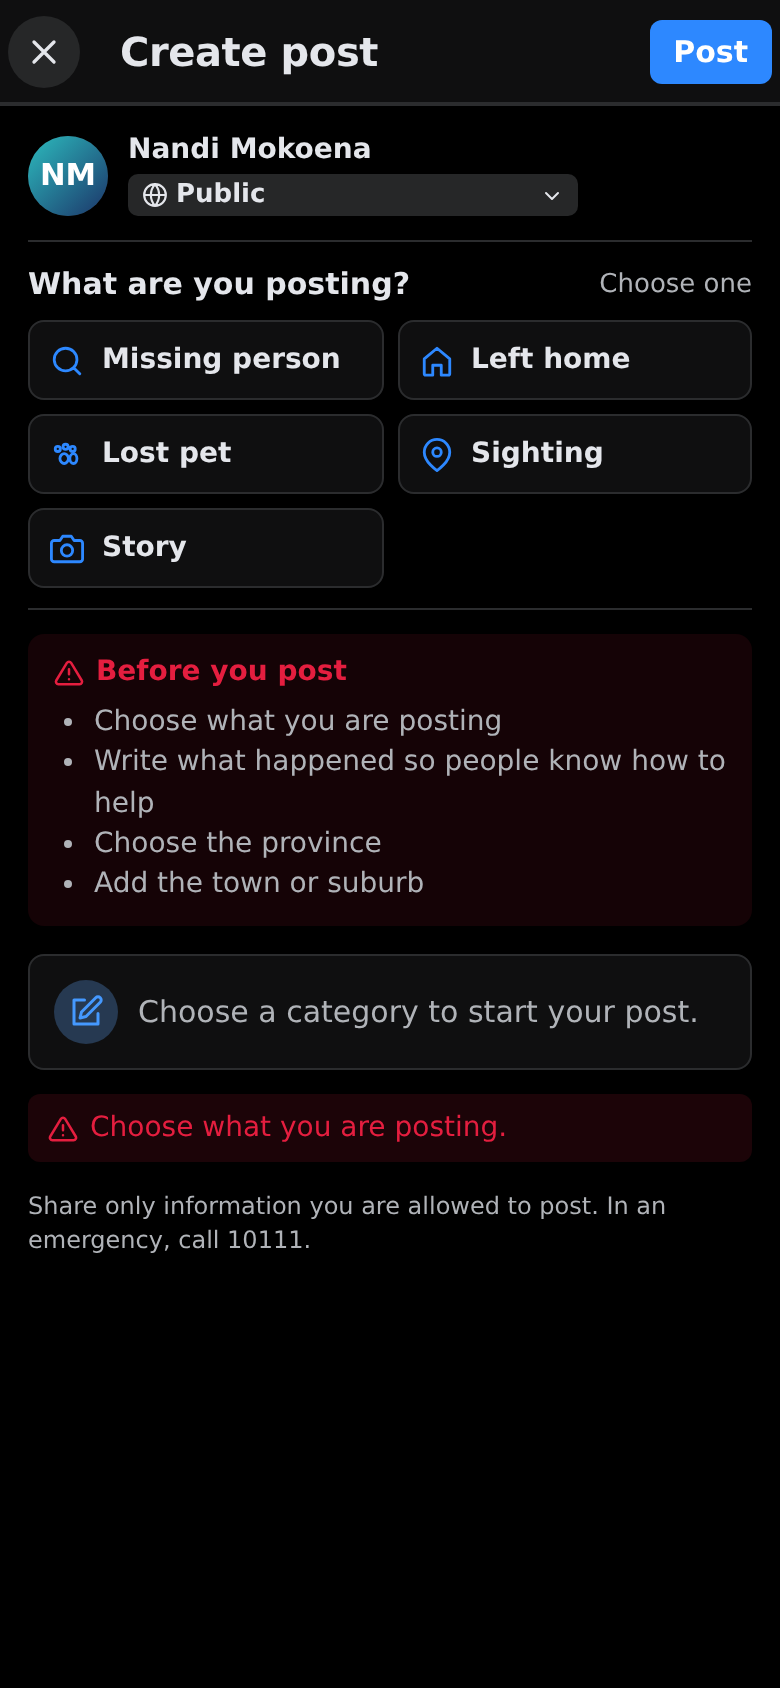 Create post
Post
NM
Nandi Mokoena
Public
What are you posting?
Choose one
Missing person
Left home
Lost pet
Sighting
Story
Before you post
• Choose what you are posting
• Write what happened so people know how to
help
• Choose the province
• Add the town or suburb
Choose a category to start your post.
Choose what you are posting.
Share only information you are allowed to post. In an
emergency, call 10111.